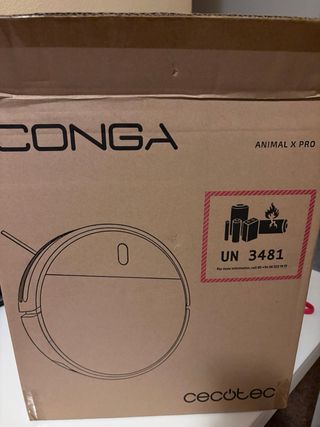 CONGA
ANIMAL X PRO
UN 3481
cecotec